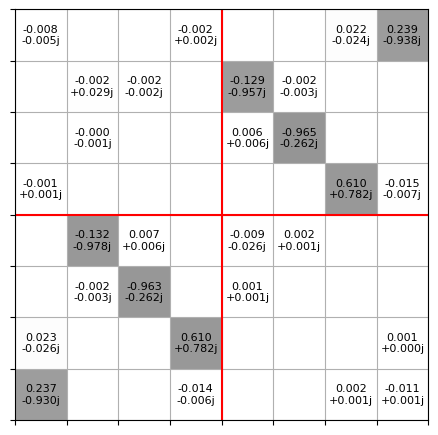 -0.008 -0.002 0.022 0.239
-0.005j +0.002j -0.024j -0.938j
-0.002 -0.002 -0.129 -0.002
+0.029j -0.002j -0.957j -0.003j
-0.000 0.006 -0.965
-0.001j +0.006j -0.262j
-0.001 0.610 -0.015
+0.001j +0.782j -0.007j
-0.132 0.007 -0.009 0.002
-0.978j +0.006j -0.026j +0.001j
-0.002 -0.963 0.001
-0.003j -0.262j +0.001j
0.023 0.610 0.001
-0.026j +0.782j +0.000j
0.237 -0.014 0.002 -0.011
-0.930j -0.006j +0.001j +0.001j